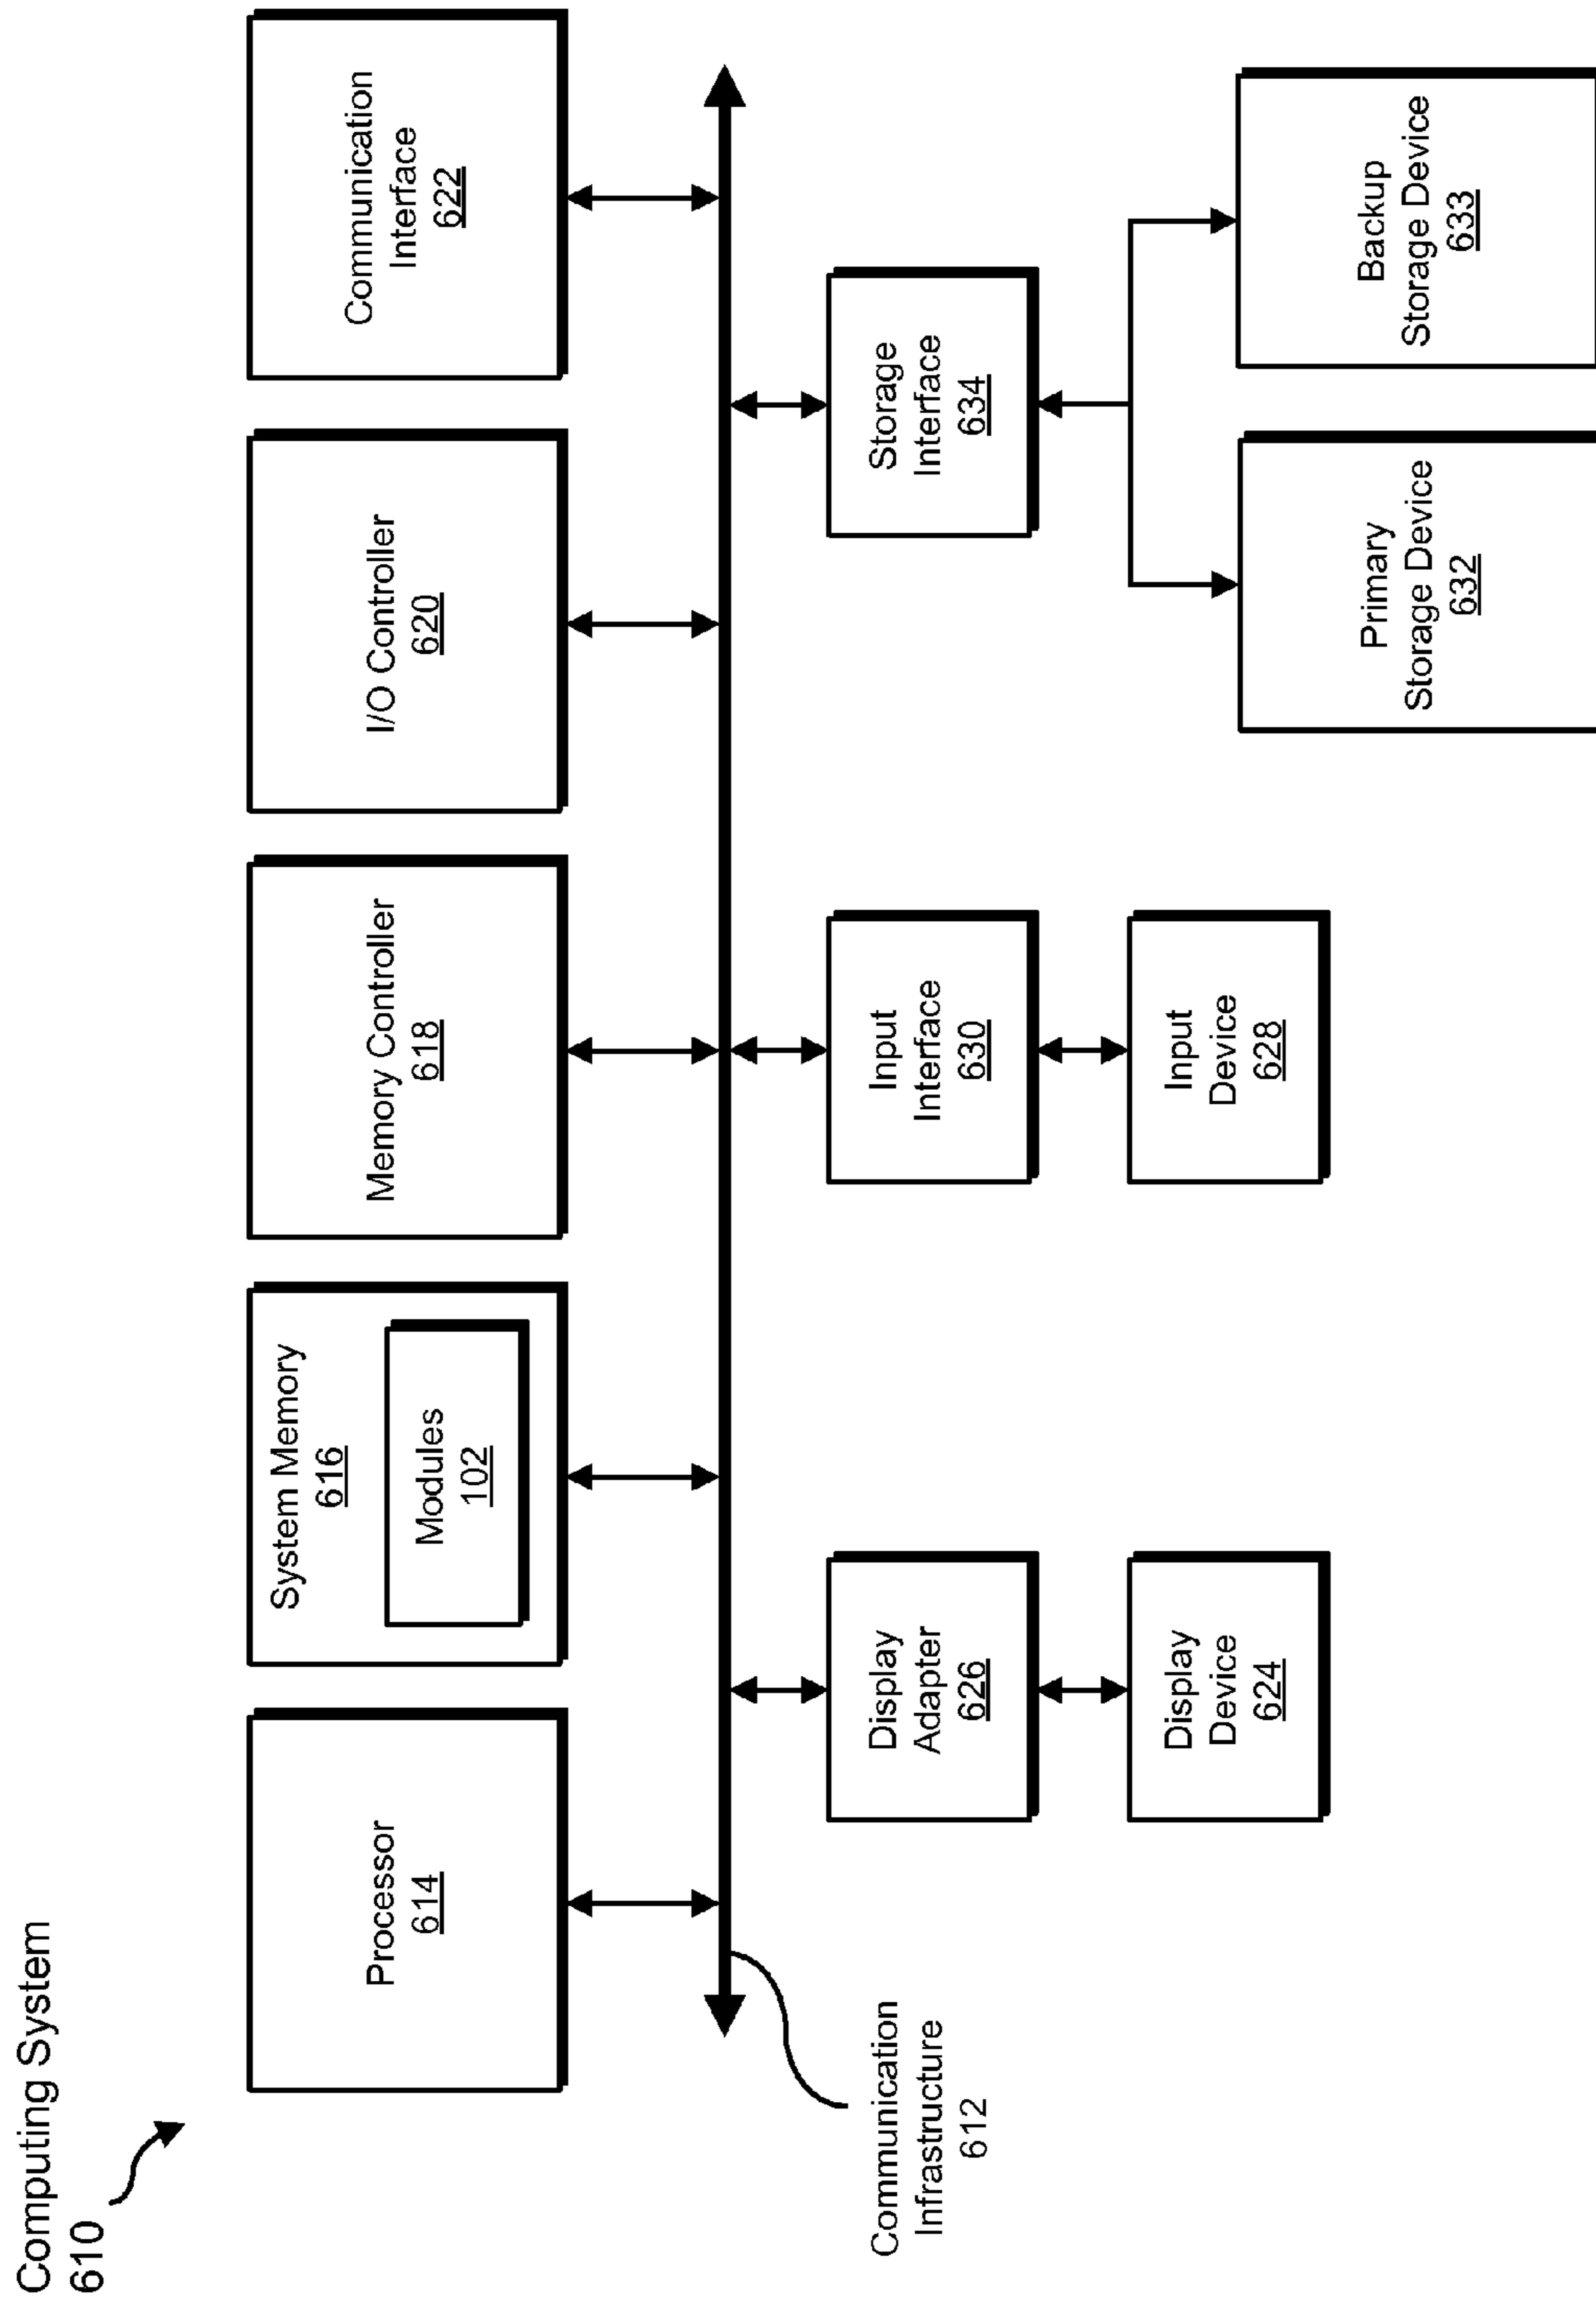 Computing System
610
Processor
614
System Memory
616
Modules
102
Memory Controller
618
I/O Controller
620
Communication
Interface
622
Communication
Infrastructure
612
Display
Adapter
626
Input
Interface
630
Storage
Interface
634
Display
Device
624
Input
Device
628
Primary
Storage Device
632
Backup
Storage Device
633